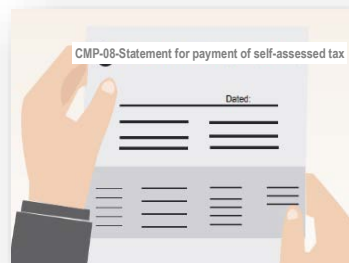 CMP-08-Statement for payment of self-assessed tax
Dated: